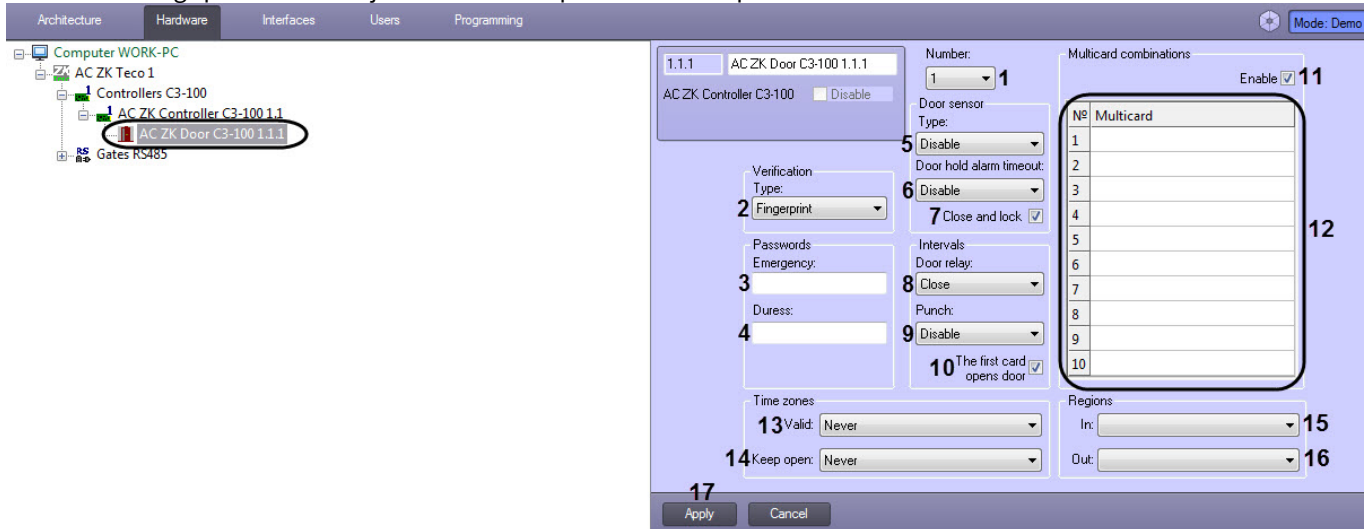 Architecture Hardware Interfaces Users Programming Mode: Demo
Computer WORK-PC
AC ZK Teco 1
Controllers C3-100
1 AC ZK Controller C3-100 1.1
AC ZK Door C3-100 1.1.1
RS Gates RS485
1.1.1 AC ZK Door C3-100 1.1.1
AC ZK Controller C3-100 Disable
Number:
1 1
Door sensor
Type:
5 Disable
Door hold alarm timeout:
6 Disable
7 Close and lock
Verification
Type:
2 Fingerprint
Passwords
Emergency:
3
Duress:
4
Intervals
Door relay:
8 Close
Punch:
9 Disable
10 The first card
opens door
Multicard combinations
Enable 11
№ Multicard
1
2
3
4
5
6
7
8
9
10
12
Time zones
13 Valid: Never
14 Keep open: Never
Regions
In: 15
Out: 16
17
Apply Cancel